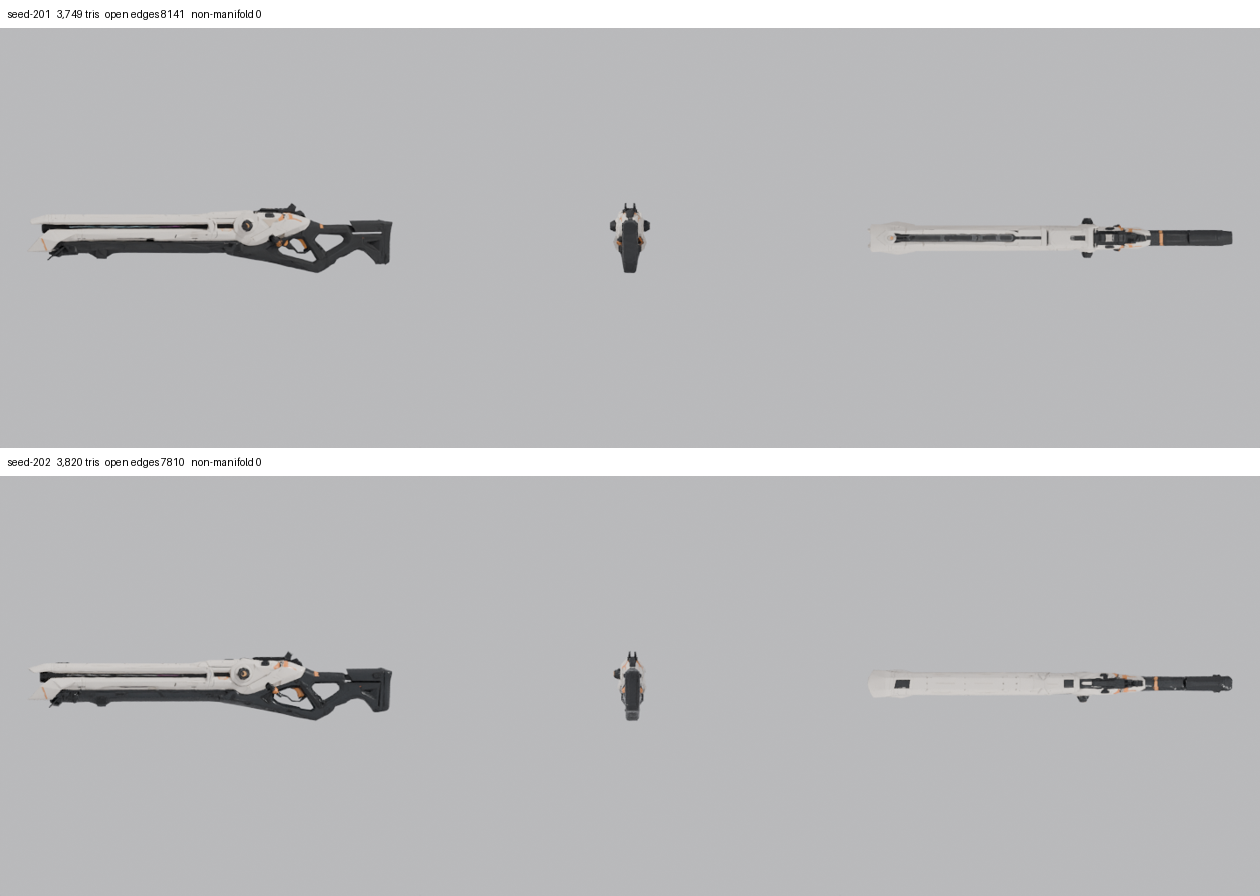 seed-201 3,749 tris open edges 8141 non-manifold 0
seed-202 3,820 tris open edges 7810 non-manifold 0